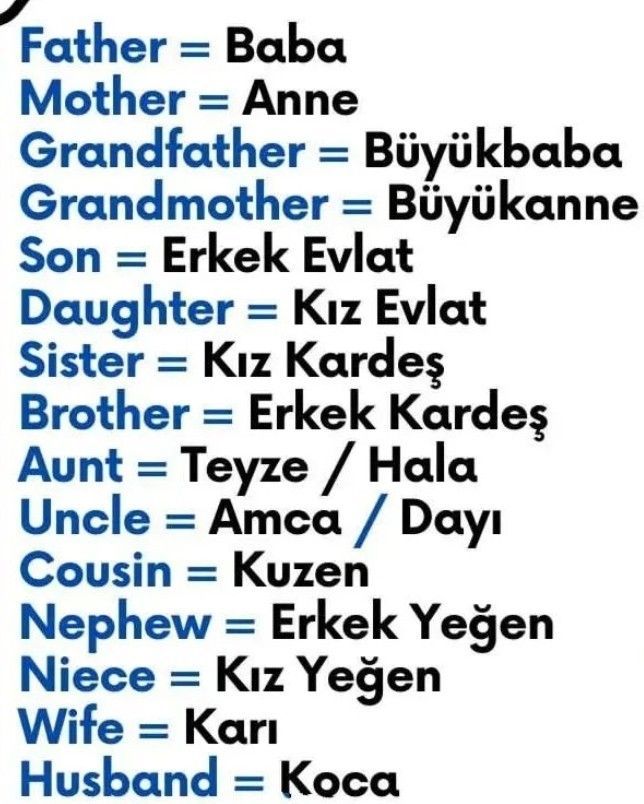 Father = Baba
Mother = Anne
Grandfather = Büyükbaba
Grandmother = Büyükanne
Son = Erkek Evlat
Daughter = Kız Evlat
Sister = Kız Kardeş
Brother = Erkek Kardeş
Aunt = Teyze / Hala
Uncle = Amca / Dayı
Cousin = Kuzen
Nephew = Erkek Yeğen
Niece = Kız Yeğen
Wife = Karı
Husband = Koca